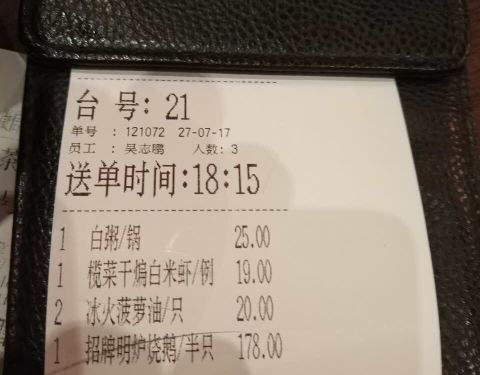 台 号: 21
单号 : 121072 27-07-17
员工 : 吴志鹏 人数: 3
送单时间:18:15
1 白粥/锅 25.00
1 榄菜干煸白米虾/例 19.00
2 冰火菠萝油/只 20.00
1 招牌明炉烧鹅/半只 178.00